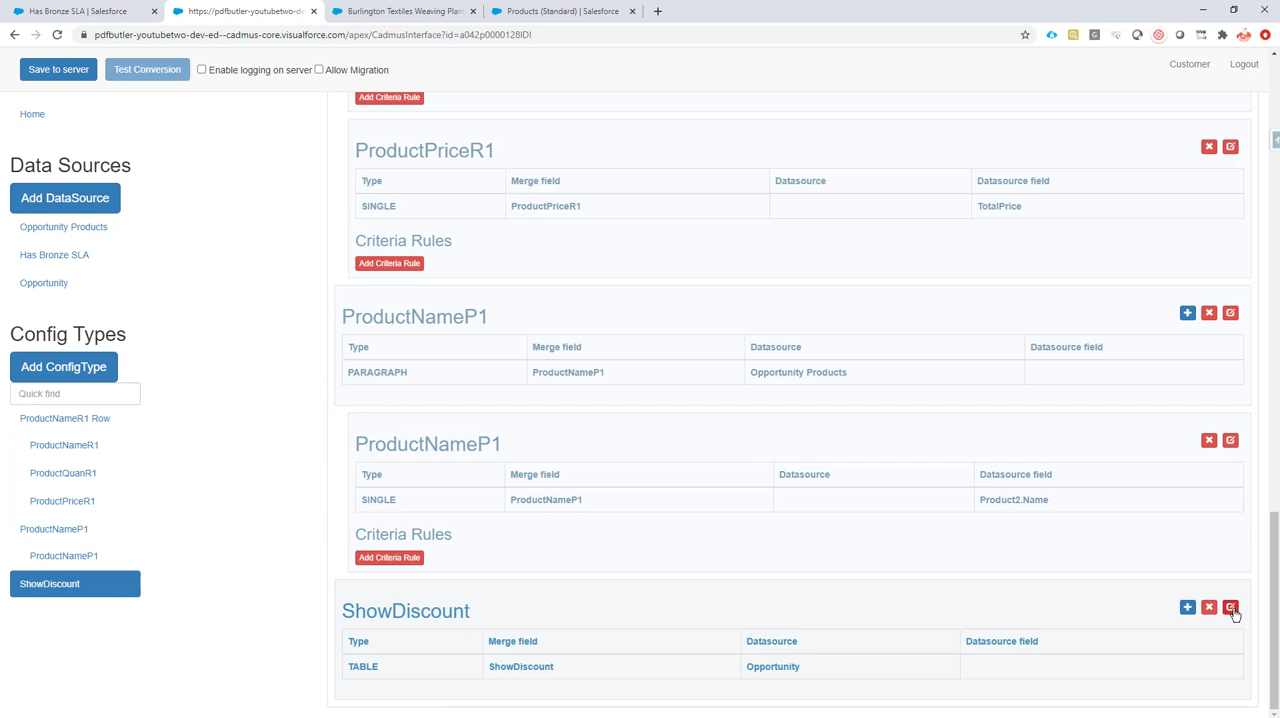 Has Bronze SLA | Salesforce
https://pdfbutler-youtubetwo-de
Burlington Textiles Weaving Plan
Products (Standard) | Salesforce
pdfbutler-youtubetwo-dev-ed--cadmus-core.visualforce.com/apex/CadmusInterface?id=a042p0000128IDI
Save to server
Test Conversion
Enable logging on server
Allow Migration
Customer
Logout
Home
Data Sources
Add DataSource
Opportunity Products
Has Bronze SLA
Opportunity
Config Types
Add ConfigType
Quick find
ProductNameR1 Row
ProductNameR1
ProductQuanR1
ProductPriceR1
ProductNameP1
ProductNameP1
ShowDiscount
Add Criteria Rule
ProductPriceR1
Type Merge field Datasource Datasource field
SINGLE ProductPriceR1 TotalPrice
Criteria Rules
Add Criteria Rule
ProductNameP1
Type Merge field Datasource Datasource field
PARAGRAPH ProductNameP1 Opportunity Products
ProductNameP1
Type Merge field Datasource Datasource field
SINGLE ProductNameP1 Product2.Name
Criteria Rules
Add Criteria Rule
ShowDiscount
Type Merge field Datasource Datasource field
TABLE ShowDiscount Opportunity